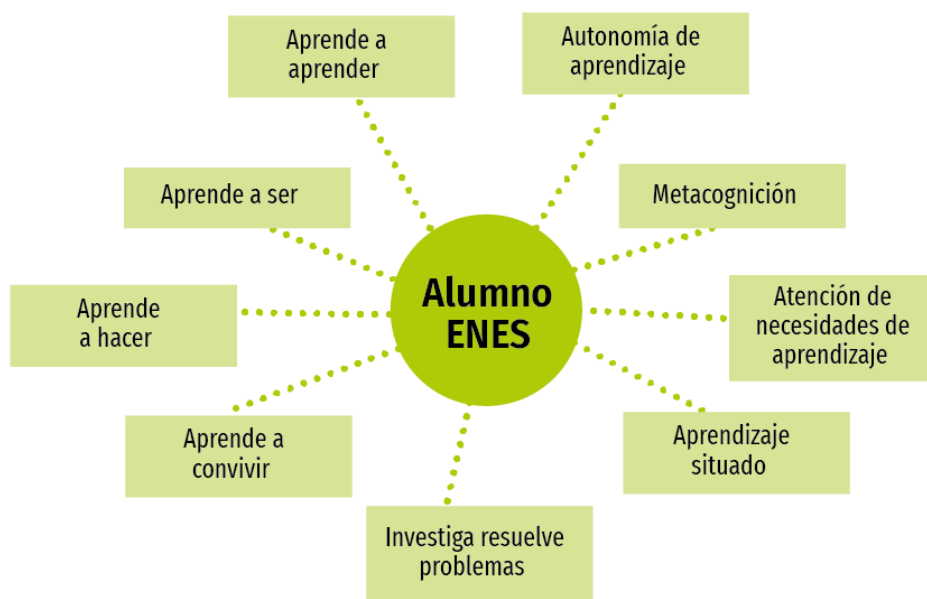 Aprende a
aprender
Autonomía de
aprendizaje
Aprende a ser
Metacognición
Alumno
ENES
Aprende
a hacer
Atención de
necesidades de
aprendizaje
Aprende a
convivir
Aprendizaje
situado
Investiga resuelve
problemas